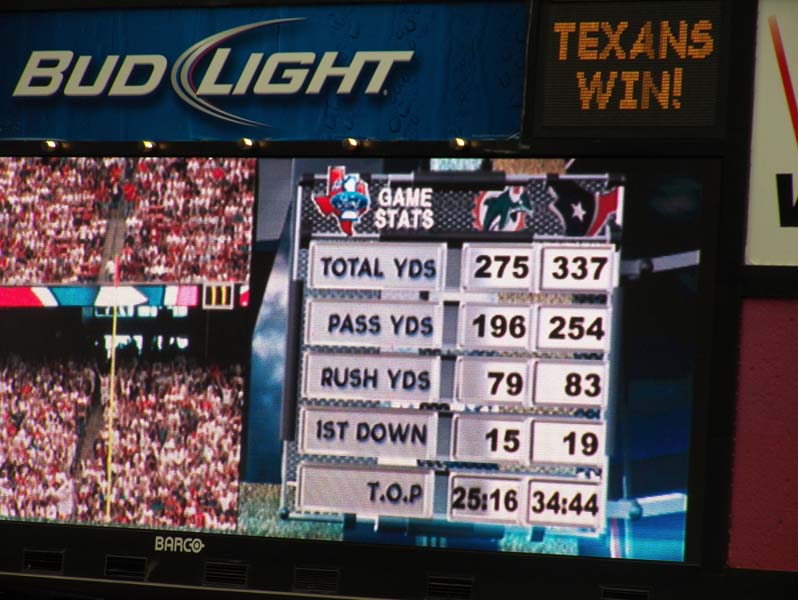 BUD LIGHT
TEXANS
WIN!
GAME
STATS
TOTAL YDS 275 337
PASS YDS 196 254
RUSH YDS 79 83
1ST DOWN 15 19
T.O.P 25:16 34:44
BARCO